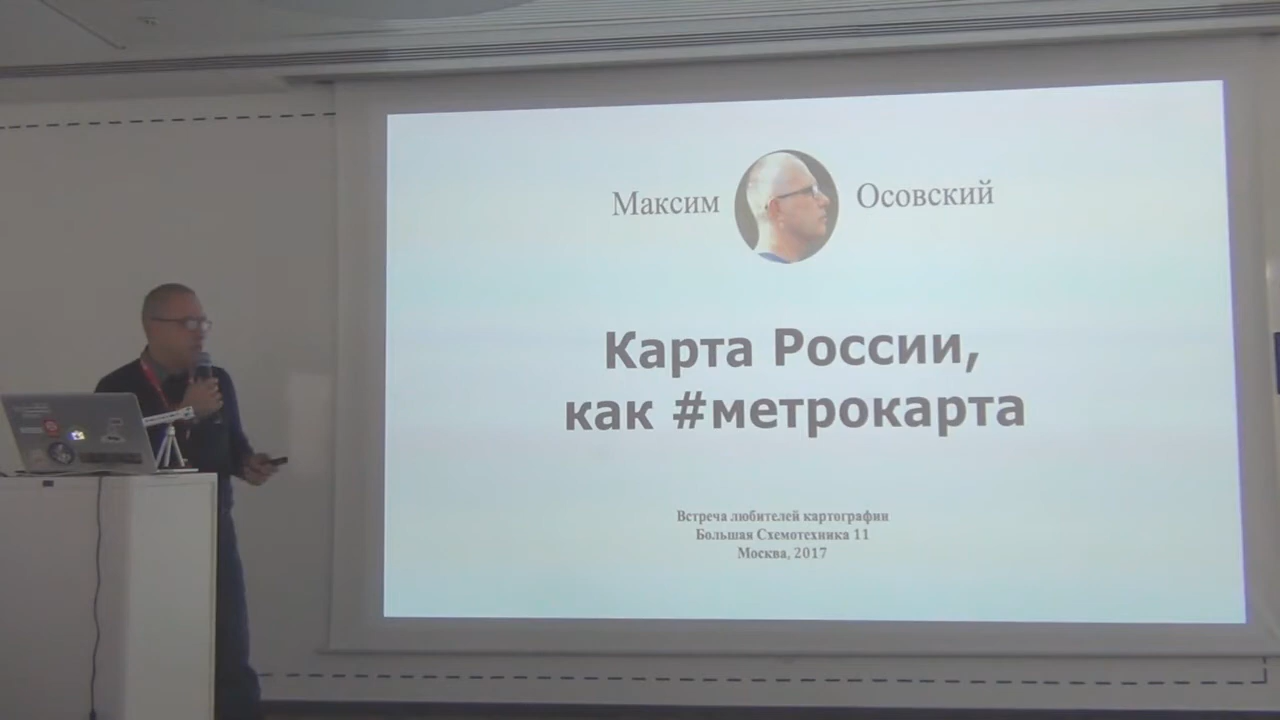 Максим Осовский
Карта России,
как #метрокарта
Встреча любителей картографии
Большая Схемотехника 11
Москва, 2017